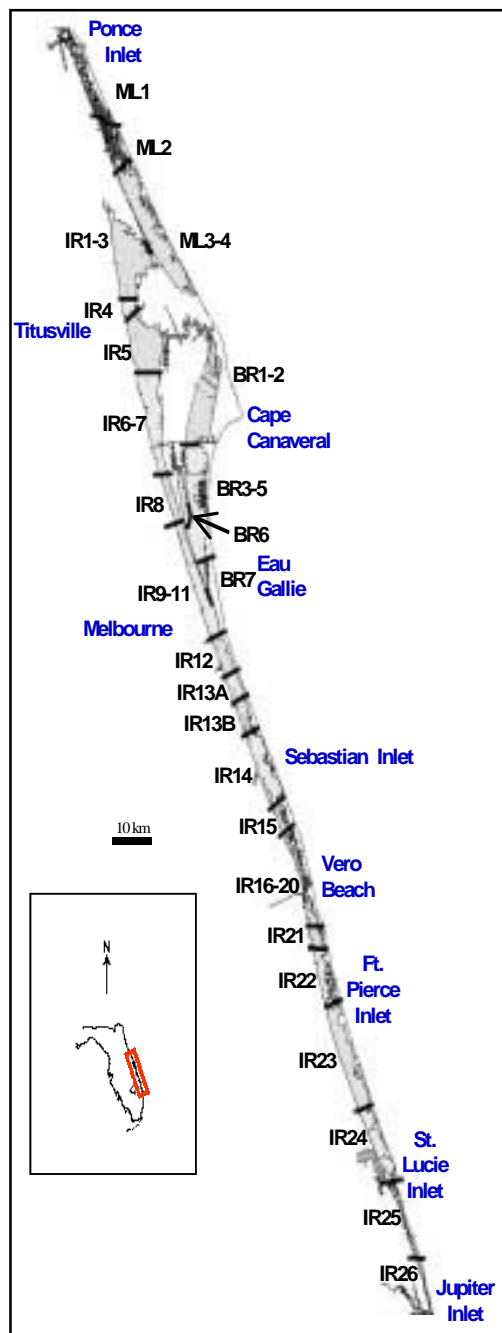 Ponce
Inlet
ML1
ML2
IR1-3
ML3-4
IR4
Titusville
IR5
BR1-2
IR6-7
Cape
Canaveral
BR3-5
IR8
BR6
Eau
Gallie
BR7
IR9-11
Melbourne
IR12
IR13A
IR13B
Sebastian Inlet
IR14
IR15
10 km
Vero
Beach
IR16-20
IR21
Ft.
Pierce
Inlet
IR22
N
IR23
IR24
St.
Lucie
Inlet
IR25
IR26
Jupiter
Inlet